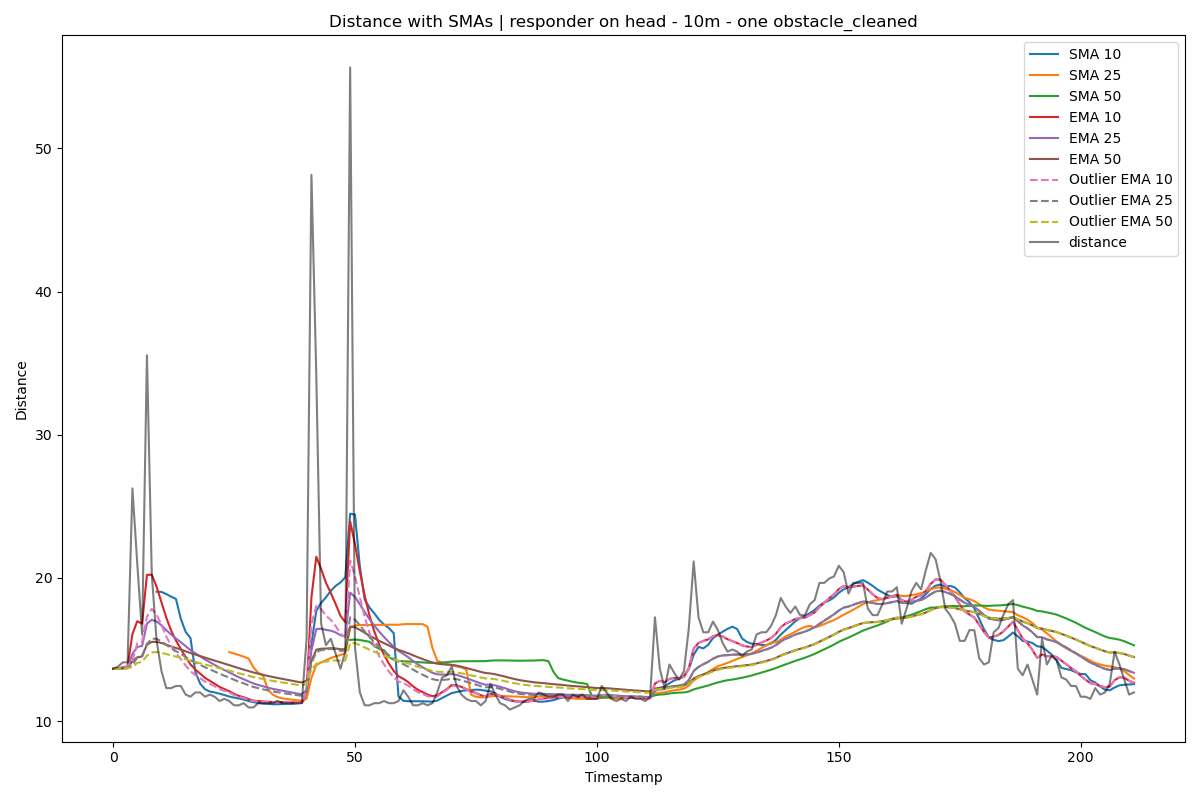 Distance with SMAs | responder on head - 10m - one obstacle_cleaned
SMA 10
SMA 25
SMA 50
EMA 10
EMA 25
EMA 50
Outlier EMA 10
Outlier EMA 25
Outlier EMA 50
distance
50
40
30
20
10
Distance
0
50
100
150
200
Timestamp